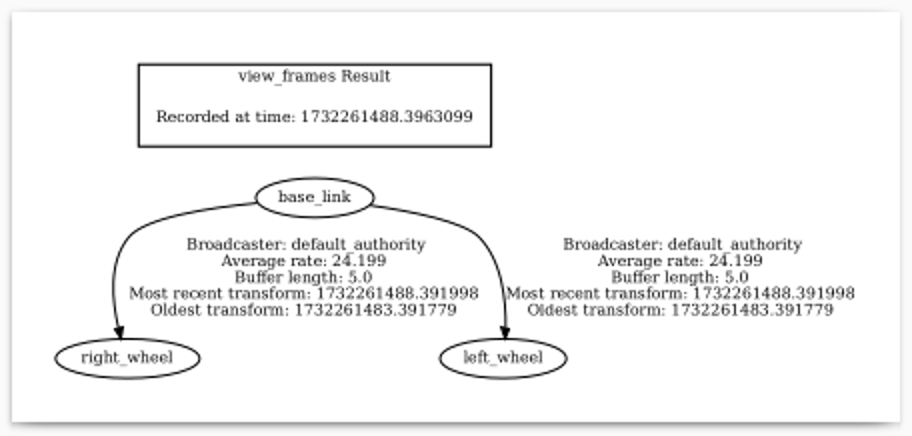 view_frames Result
Recorded at time: 1732261488.3963099
base_link
Broadcaster: default_authority
Average rate: 24.199
Buffer length: 5.0
Most recent transform: 1732261488.391998
Oldest transform: 1732261483.391779
Broadcaster: default_authority
Average rate: 24.199
Buffer length: 5.0
Most recent transform: 1732261488.391998
Oldest transform: 1732261483.391779
right_wheel
left_wheel